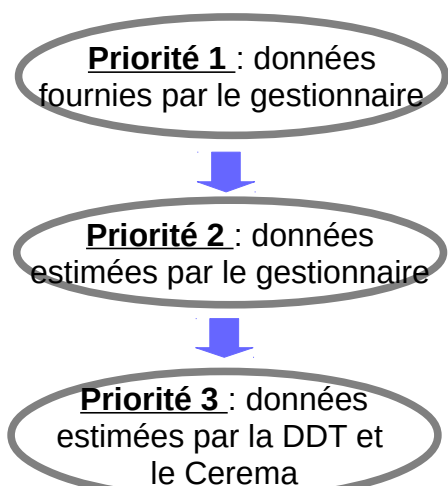 Priorité 1 : données
fournies par le gestionnaire
Priorité 2 : données
estimées par le gestionnaire
Priorité 3 : données
estimées par la DDT et
le Cerema